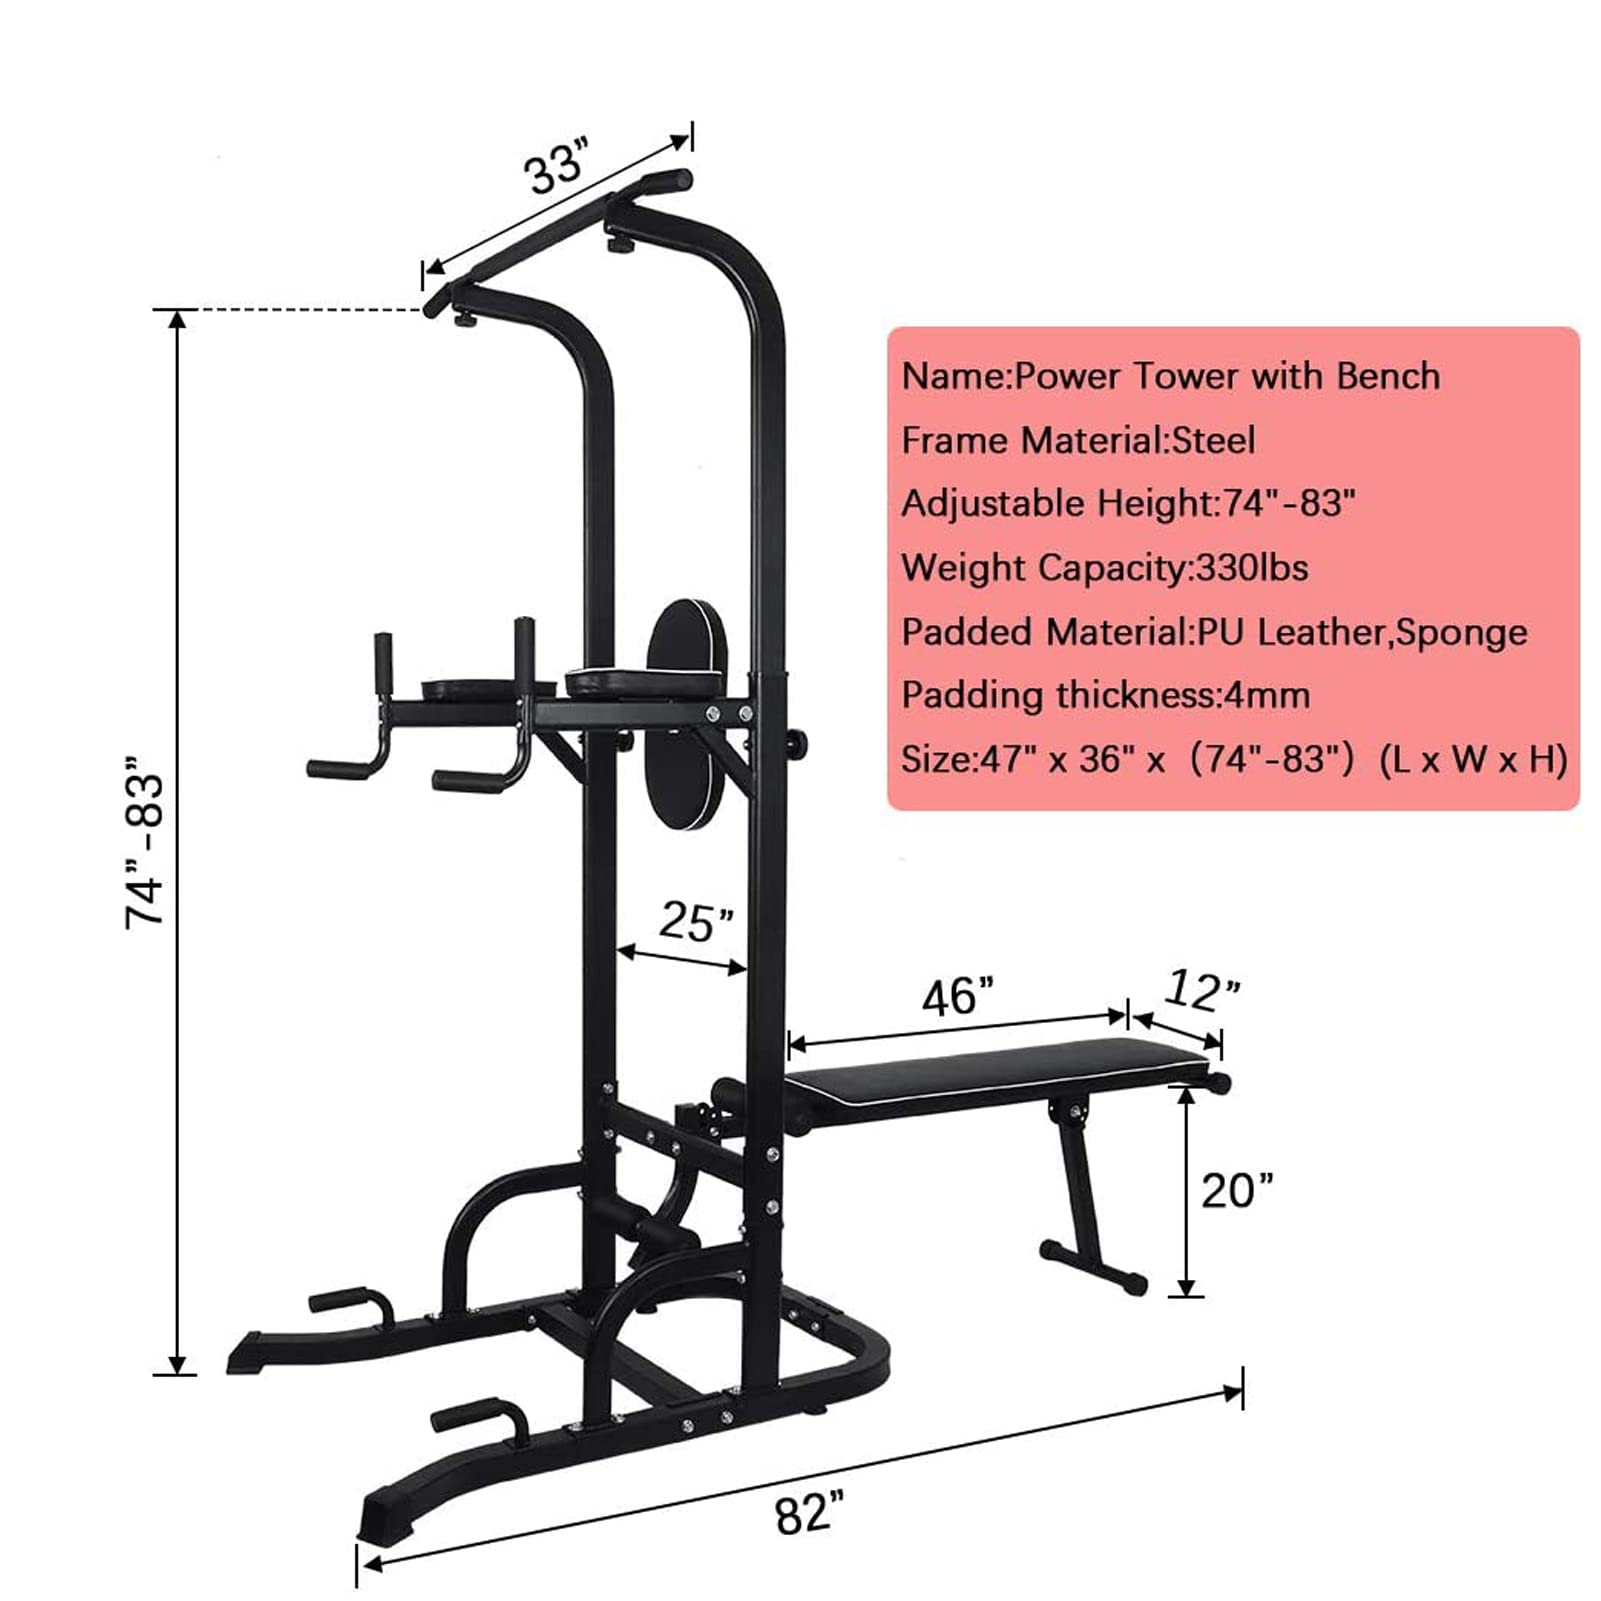 33”
Name:Power Tower with Bench
Frame Material:Steel
Adjustable Height:74"-83"
Weight Capacity:330lbs
Padded Material:PU Leather,Sponge
Padding thickness:4mm
Size:47" x 36" x（74"-83"）(L x W x H)
74”-83”
25”
46”
12”
20”
82”